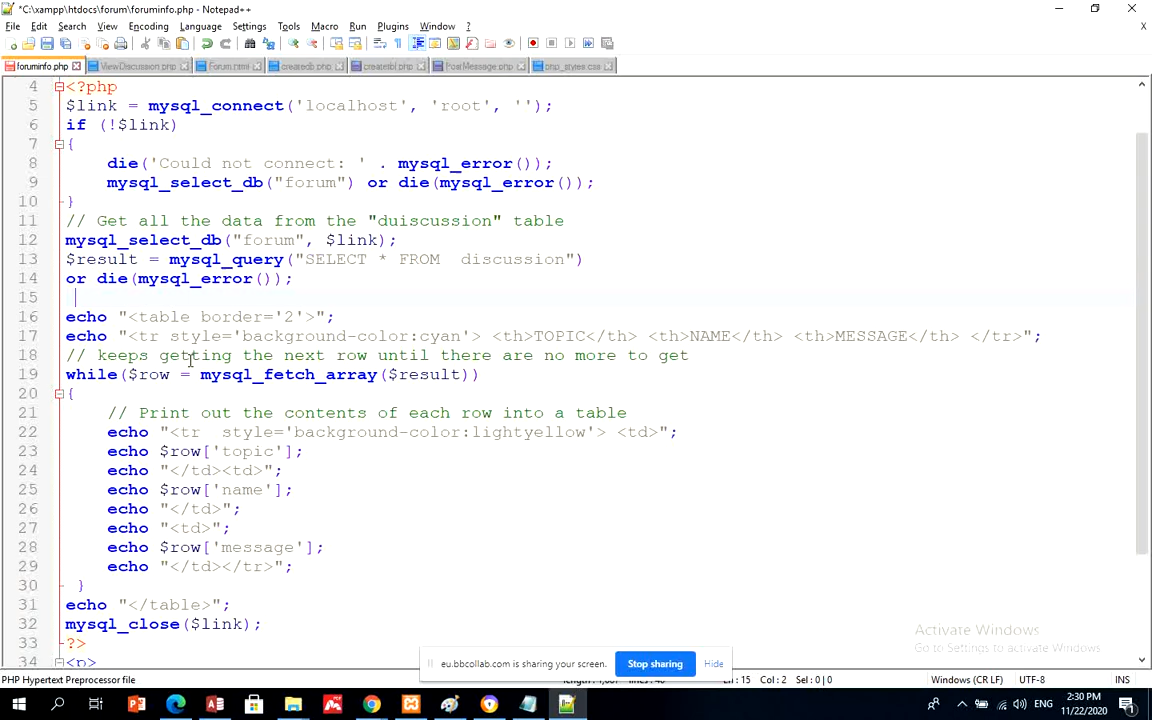 *C:\xampp\htdocs\forum\foruminfo.php - Notepad++
File Edit Search View Encoding Language Settings Tools Macro Run Plugins Window ?
X
foruminfo.php ViewDiscussion.php Forum.html createdb.php createtbl.php PostMessage.php php_styles.css
4 <?php
5 $link = mysql_connect('localhost', 'root', '');
6 if (!$link)
7 {
8 die('Could not connect: ' . mysql_error());
9 mysql_select_db("forum") or die(mysql_error());
10 }
11 // Get all the data from the "duiscussion" table
12 mysql_select_db("forum", $link);
13 $result = mysql_query("SELECT * FROM  discussion")
14 or die(mysql_error());
15
16 echo "<table border='2'>";
17 echo "<tr style='background-color:cyan'> <th>TOPIC</th> <th>NAME</th> <th>MESSAGE</th> </tr>";
18 // keeps getting the next row until there are no more to get
19 while($row = mysql_fetch_array($result))
20 {
21 // Print out the contents of each row into a table
22 echo "<tr  style='background-color:lightyellow'> <td>";
23 echo $row['topic'];
24 echo "</td><td>";
25 echo $row['name'];
26 echo "</td>";
27 echo "<td>";
28 echo $row['message'];
29 echo "</td></tr>";
30 }
31 echo "</table>";
32 mysql_close($link);
33 ?>
34 <p>
Activate Windows
Go to Settings to activate Windows.
eu.bbcollab.com is sharing your screen. Stop sharing Hide
PHP Hypertext Preprocessor file Ln : 15 Col : 2 Sel : 0 | 0 Windows (CR LF) UTF-8 INS
ENG 2:30 PM
11/22/2020